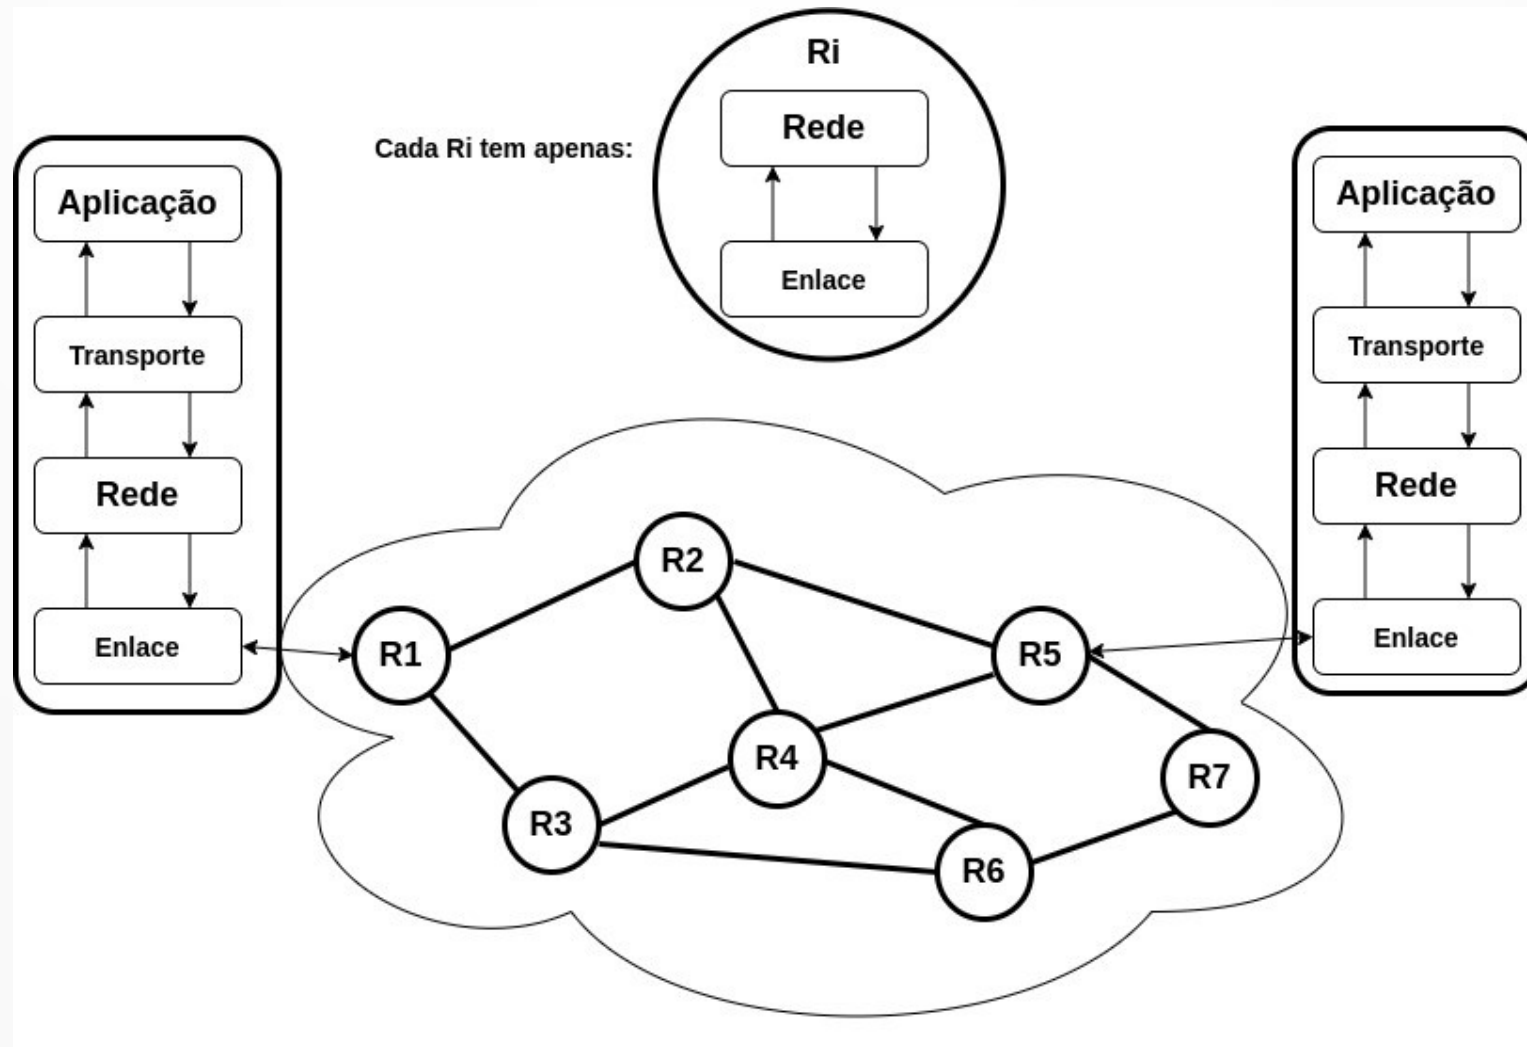 Ri
Rede
Enlace
Cada Ri tem apenas:
Aplicação
Transporte
Rede
Enlace
Aplicação
Transporte
Rede
Enlace
R1
R2
R3
R4
R5
R6
R7